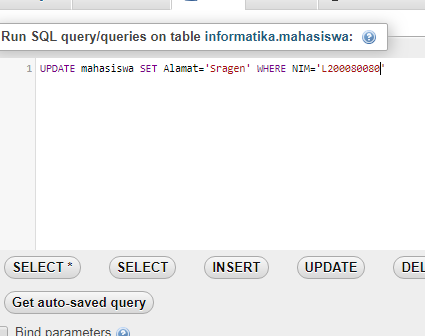 Run SQL query/queries on table informatika.mahasiswa:
1 UPDATE mahasiswa SET Alamat='Sragen' WHERE NIM='L200080080'
SELECT * SELECT INSERT UPDATE DEL
Get auto-saved query
Bind parameters